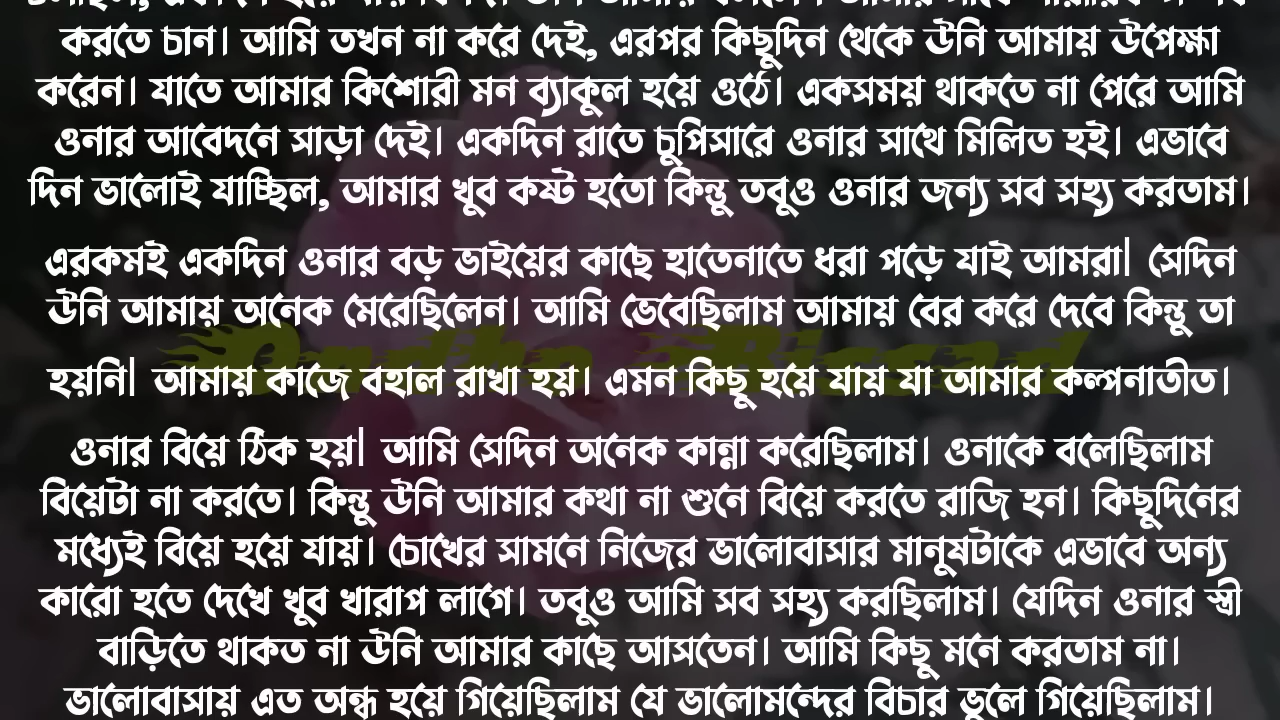 করতে চান। আমি তখন না করে দেই, এরপর কিছুদিন থেকে উনি আমায় উপেক্ষা
করেন। যাতে আমার কিশোরী মন ব্যাকুল হয়ে ওঠে। একসময় থাকতে না পেরে আমি
ওনার আবেদনে সাড়া দেই। একদিন রাতে চুপিসারে ওনার সাথে মিলিত হই। এভাবে
দিন ভালোই যাচ্ছিল, আমার খুব কষ্ট হতো কিন্তু তবুও ওনার জন্য সব সহ্য করতাম।
এরকমই একদিন ওনার বড় ভাইয়ের কাছে হাতেনাতে ধরা পড়ে যাই আমরা| সেদিন
উনি আমায় অনেক মেরেছিলেন। আমি ভেবেছিলাম আমায় বের করে দেবে কিন্তু তা
হয়নি| আমায় কাজে বহাল রাখা হয়। এমন কিছু হয়ে যায় যা আমার কল্পনাতীত।
ওনার বিয়ে ঠিক হয়| আমি সেদিন অনেক কান্না করেছিলাম। ওনাকে বলেছিলাম
বিয়েটা না করতে। কিন্তু উনি আমার কথা না শুনে বিয়ে করতে রাজি হন। কিছুদিনের
মধ্যেই বিয়ে হয়ে যায়। চোখের সামনে নিজের ভালোবাসার মানুষটাকে এভাবে অন্য
কারো হতে দেখে খুব খারাপ লাগে। তবুও আমি সব সহ্য করছিলাম। যেদিন ওনার স্ত্রী
বাড়িতে থাকত না উনি আমার কাছে আসতেন। আমি কিছু মনে করতাম না।
ভালোবাসায় এত অন্ধ হয়ে গিয়েছিলাম যে ভালোমন্দের বিচার ভুলে গিয়েছিলাম।